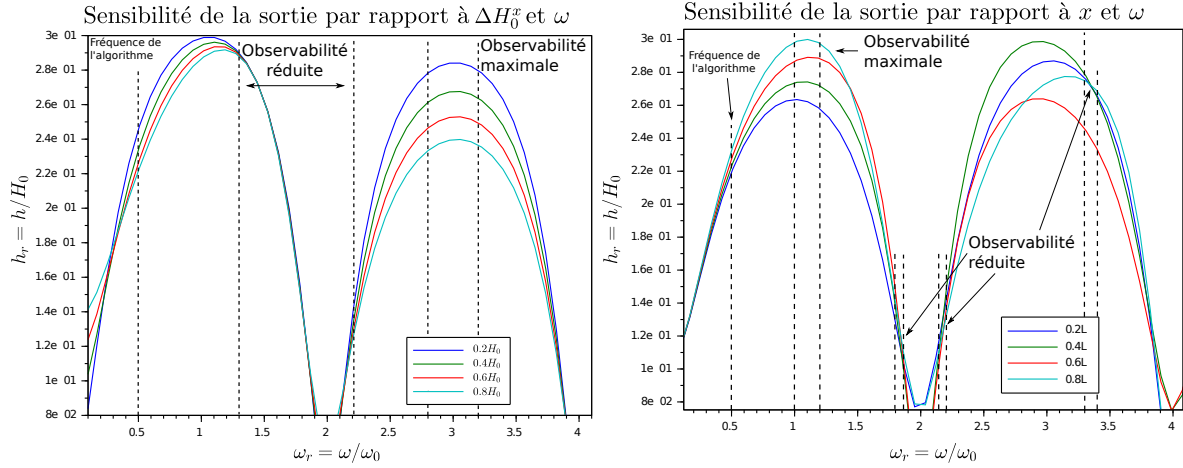 Sensibilité de la sortie par rapport à ΔH₀ˣ et ω
3e 01
2.8e 01
2.6e 01
2.4e 01
2.2e 01
2e 01
1.8e 01
1.6e 01
1.4e 01
1.2e 01
1e 01
8e 02
hᵣ = h/H₀
Fréquence de
l'algorithme
Observabilité
réduite
Observabilité
maximale
0.2H₀
0.4H₀
0.6H₀
0.8H₀
0.5
1
1.5
2
2.5
3
3.5
4
ωᵣ = ω/ω₀
Sensibilité de la sortie par rapport à x et ω
3e 01
2.8e 01
2.6e 01
2.4e 01
2.2e 01
2e 01
1.8e 01
1.6e 01
1.4e 01
1.2e 01
1e 01
8e 02
hᵣ = h/H₀
Fréquence de
l'algorithme
Observabilité
maximale
Observabilité
réduite
0.2L
0.4L
0.6L
0.8L
0.5
1
1.5
2
2.5
3
3.5
4
ωᵣ = ω/ω₀